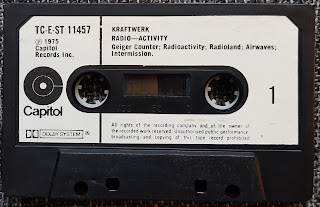 TC-E-ST 11457
℗ 1975
Capitol
Records Inc.
KRAFTWERK
RADIO—ACTIVITY
Geiger Counter; Radioactivity; Radioland; Airwaves;
Intermission.
1
Capitol
DOLBY SYSTEM ®
All rights of the recording company and of the owner of
the recorded work reserved. Unauthorised public performance
broadcasting and copying of this tape record prohibited